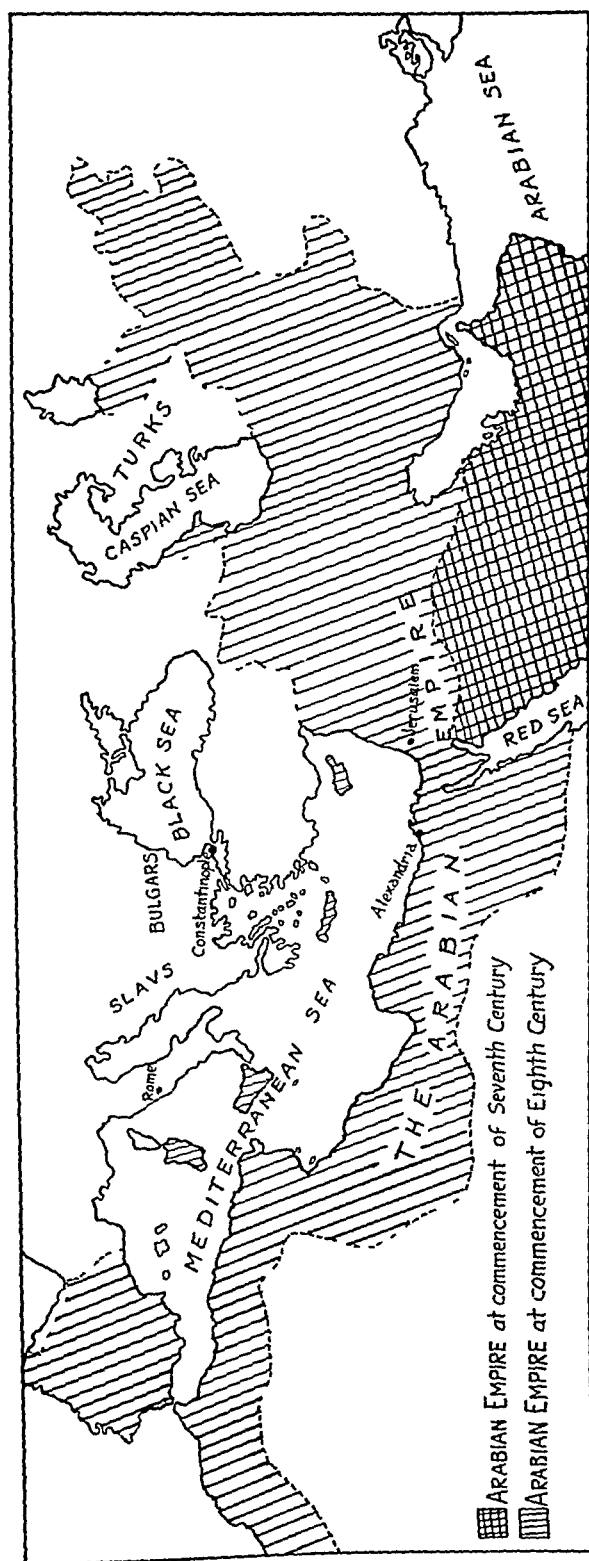 TURKS
CASPIAN SEA
BLACK SEA
BULGARS
Constantinople
SLAVS
Rome
MEDITERRANEAN SEA
Alexandria
Jerusalem
THE ARABIAN EMPIRE
RED SEA
ARABIAN SEA
ARABIAN EMPIRE at commencement of Seventh Century
ARABIAN EMPIRE at commencement of Eighth Century